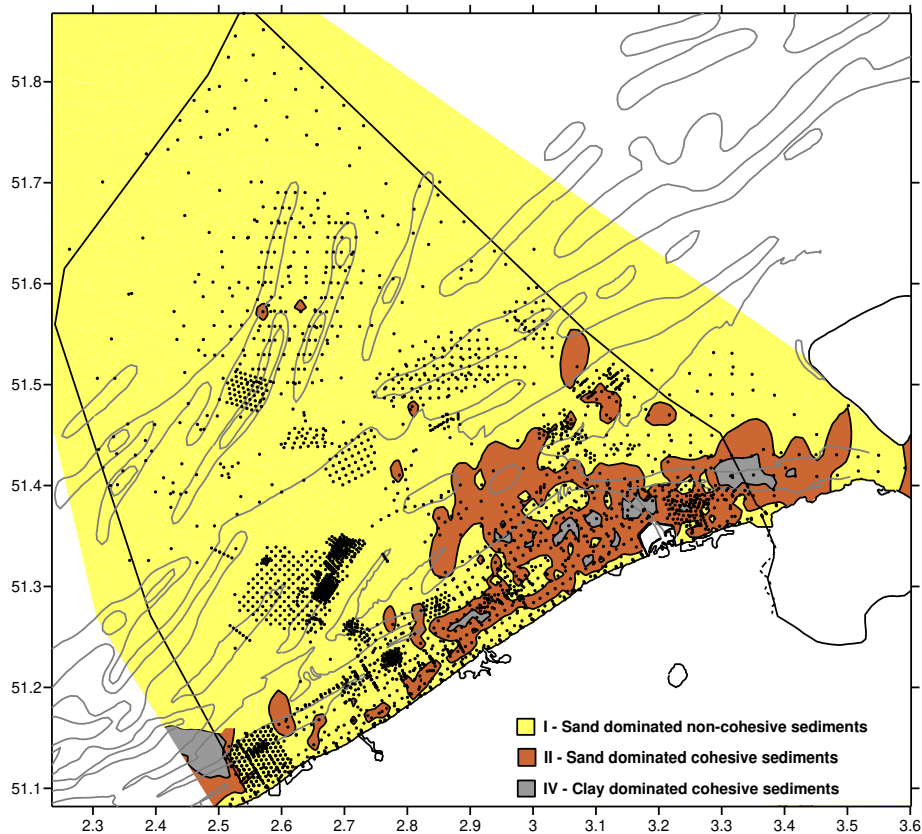 51.8
51.7
51.6
51.5
51.4
51.3
51.2
51.1
I - Sand dominated non-cohesive sediments
II - Sand dominated cohesive sediments
IV - Clay dominated cohesive sediments
2.3 2.4 2.5 2.6 2.7 2.8 2.9 3 3.1 3.2 3.3 3.4 3.5 3.6